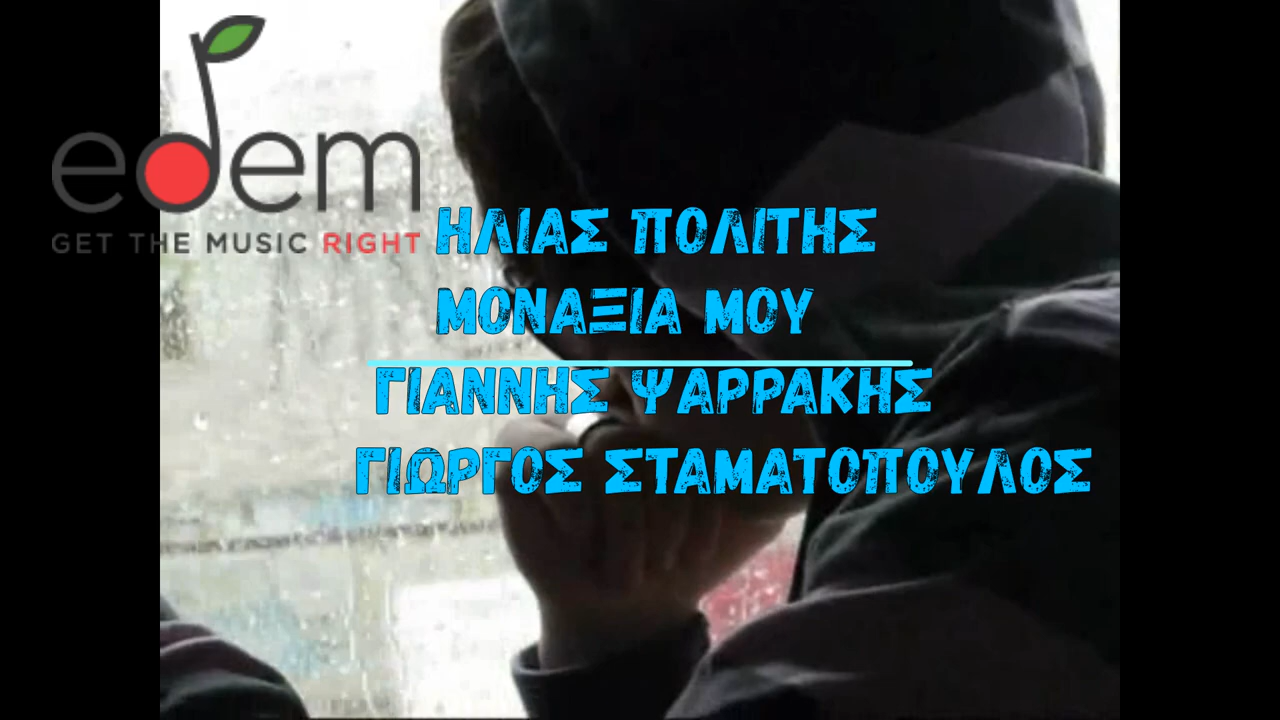 edem
GET THE MUSIC RIGHT
ΗΛΙΑΣ ΠΟΛΙΤΗΣ
ΜΟΝΑΞΙΑ ΜΟΥ
ΓΙΑΝΝΗΣ ΨΑΡΡΑΚΗΣ
ΓΙΩΡΓΟΣ ΣΤΑΜΑΤΟΠΟΥΛΟΣ